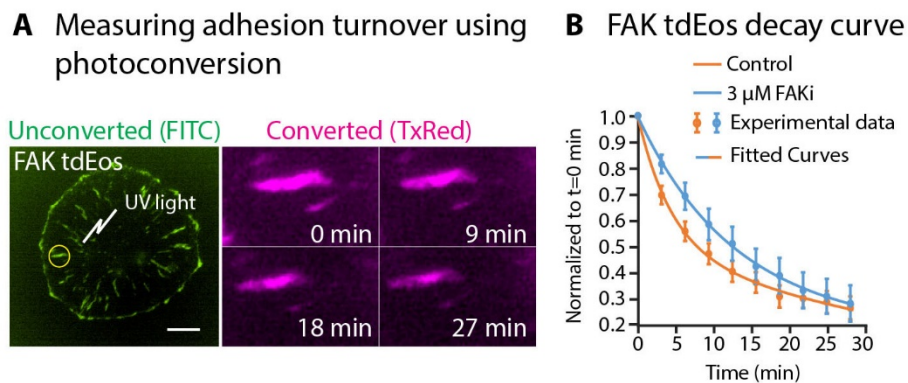 A Measuring adhesion turnover using
photoconversion
Unconverted (FITC)
Converted (TxRed)
FAK tdEos
UV light
0 min
9 min
18 min
27 min
B FAK tdEos decay curve
Control
3 µM FAKi
Experimental data
Fitted Curves
Normalized to t=0 min
1.0
0.9
0.8
0.7
0.6
0.5
0.4
0.3
0.2
0 5 10 15 20 25 30
Time (min)